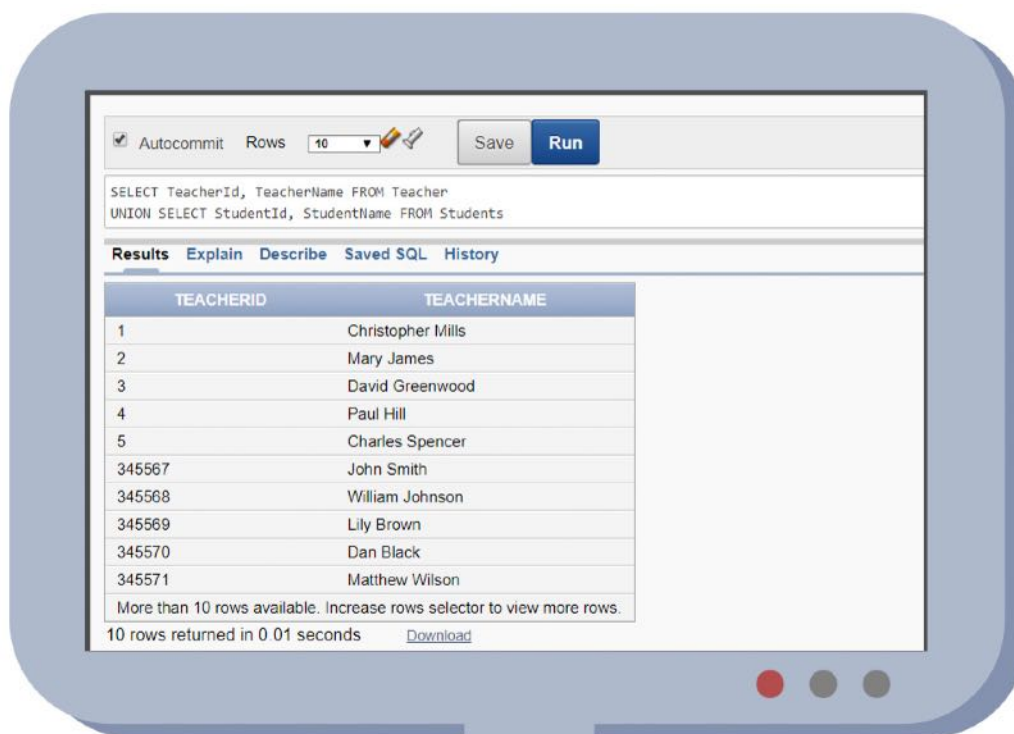 Autocommit Rows 10 Save Run
SELECT TeacherId, TeacherName FROM Teacher
UNION SELECT StudentId, StudentName FROM Students
Results Explain Describe Saved SQL History
TEACHERID TEACHERNAME
1 Christopher Mills
2 Mary James
3 David Greenwood
4 Paul Hill
5 Charles Spencer
345567 John Smith
345568 William Johnson
345569 Lily Brown
345570 Dan Black
345571 Matthew Wilson
More than 10 rows available. Increase rows selector to view more rows.
10 rows returned in 0.01 seconds Download